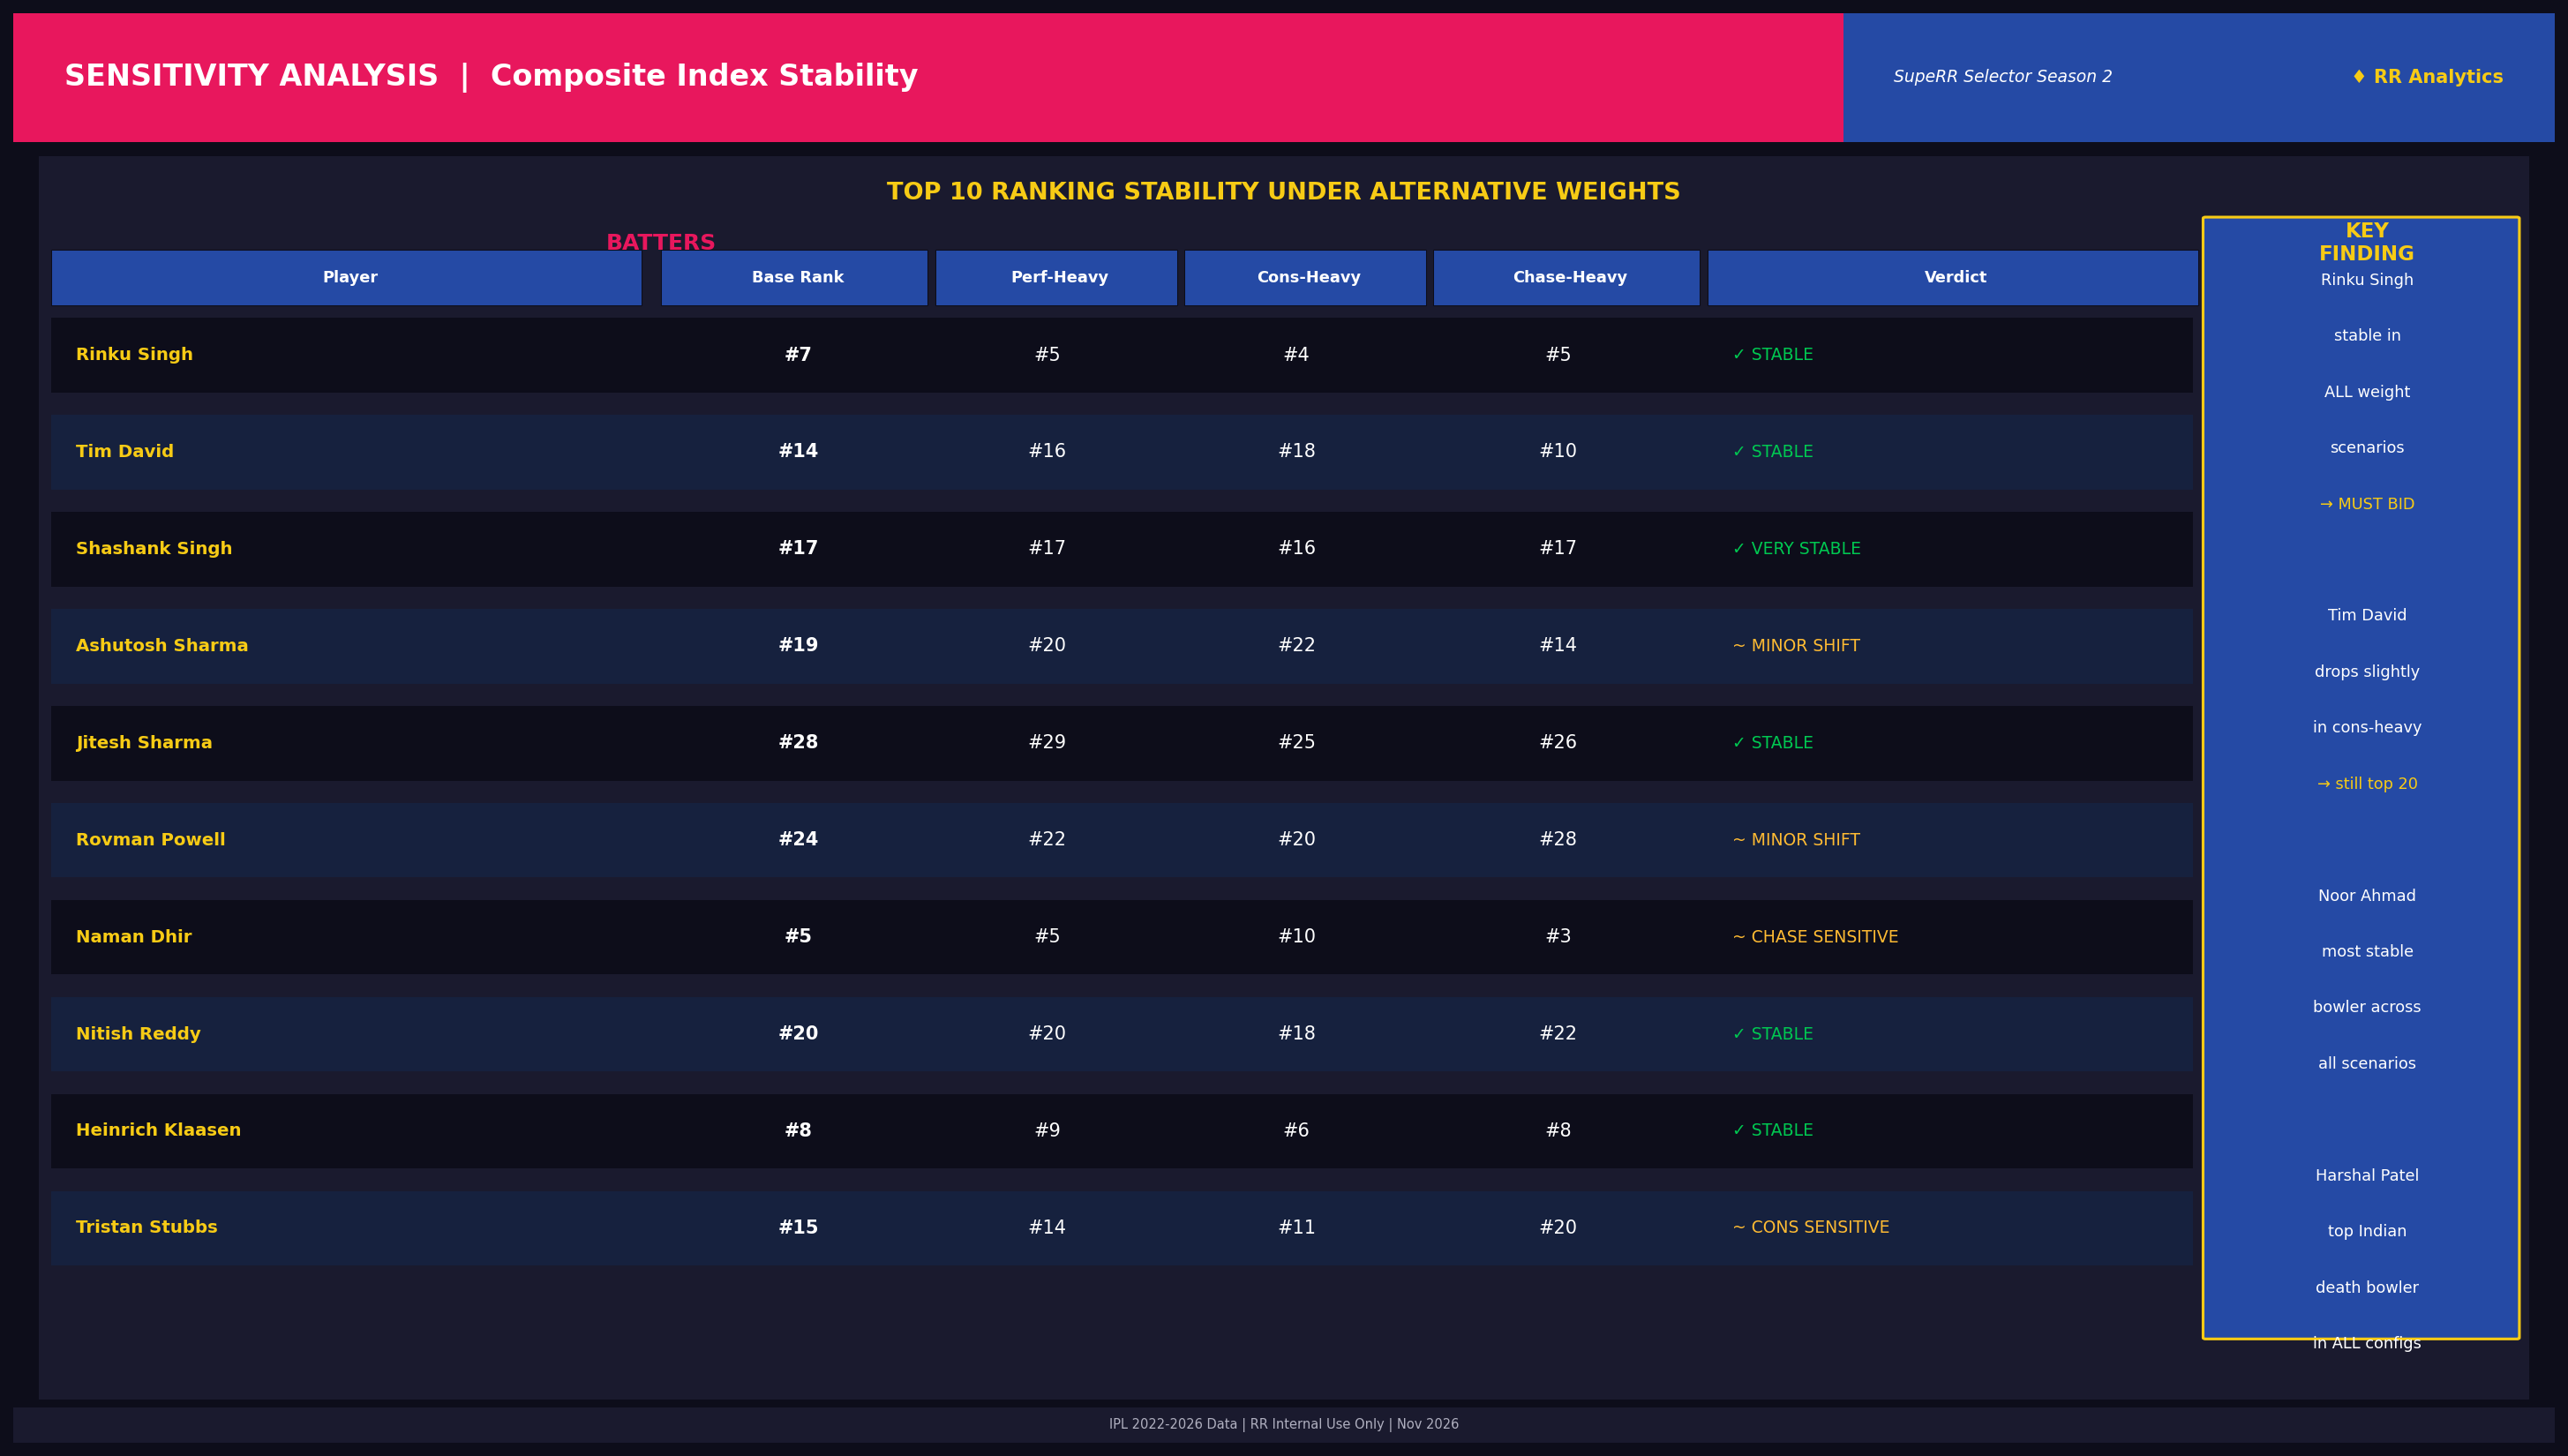 SENSITIVITY ANALYSIS | Composite Index Stability
SupeRR Selector Season 2
♦ RR Analytics
TOP 10 RANKING STABILITY UNDER ALTERNATIVE WEIGHTS
BATTERS
Player Base Rank Perf-Heavy Cons-Heavy Chase-Heavy Verdict
Rinku Singh #7 #5 #4 #5 ✓ STABLE
Tim David #14 #16 #18 #10 ✓ STABLE
Shashank Singh #17 #17 #16 #17 ✓ VERY STABLE
Ashutosh Sharma #19 #20 #22 #14 ~ MINOR SHIFT
Jitesh Sharma #28 #29 #25 #26 ✓ STABLE
Rovman Powell #24 #22 #20 #28 ~ MINOR SHIFT
Naman Dhir #5 #5 #10 #3 ~ CHASE SENSITIVE
Nitish Reddy #20 #20 #18 #22 ✓ STABLE
Heinrich Klaasen #8 #9 #6 #8 ✓ STABLE
Tristan Stubbs #15 #14 #11 #20 ~ CONS SENSITIVE
KEY
FINDING
Rinku Singh
stable in
ALL weight
scenarios
→ MUST BID
Tim David
drops slightly
in cons-heavy
→ still top 20
Noor Ahmad
most stable
bowler across
all scenarios
Harshal Patel
top Indian
death bowler
in ALL configs
IPL 2022-2026 Data | RR Internal Use Only | Nov 2026